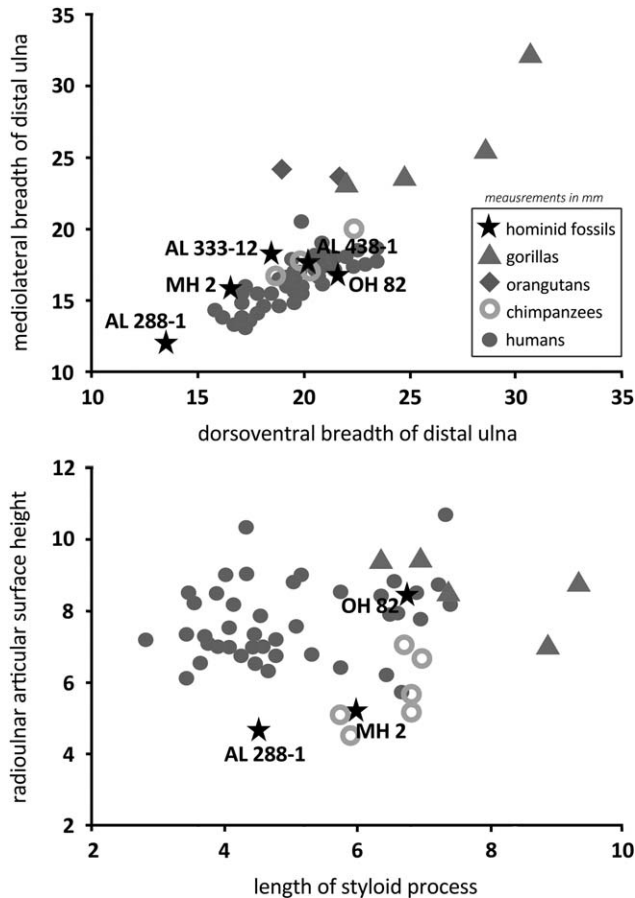 mediolateral breadth of distal ulna
35
30
25
20
15
10
10
15
20
25
30
35
dorsoventral breadth of distal ulna
AL 333-12
AL 438-1
MH 2
OH 82
AL 288-1
meausrements in mm
hominid fossils
gorillas
orangutans
chimpanzees
humans
radioulnar articular surface height
12
10
8
6
4
2
2
4
6
8
10
length of styloid process
OH 82
MH 2
AL 288-1